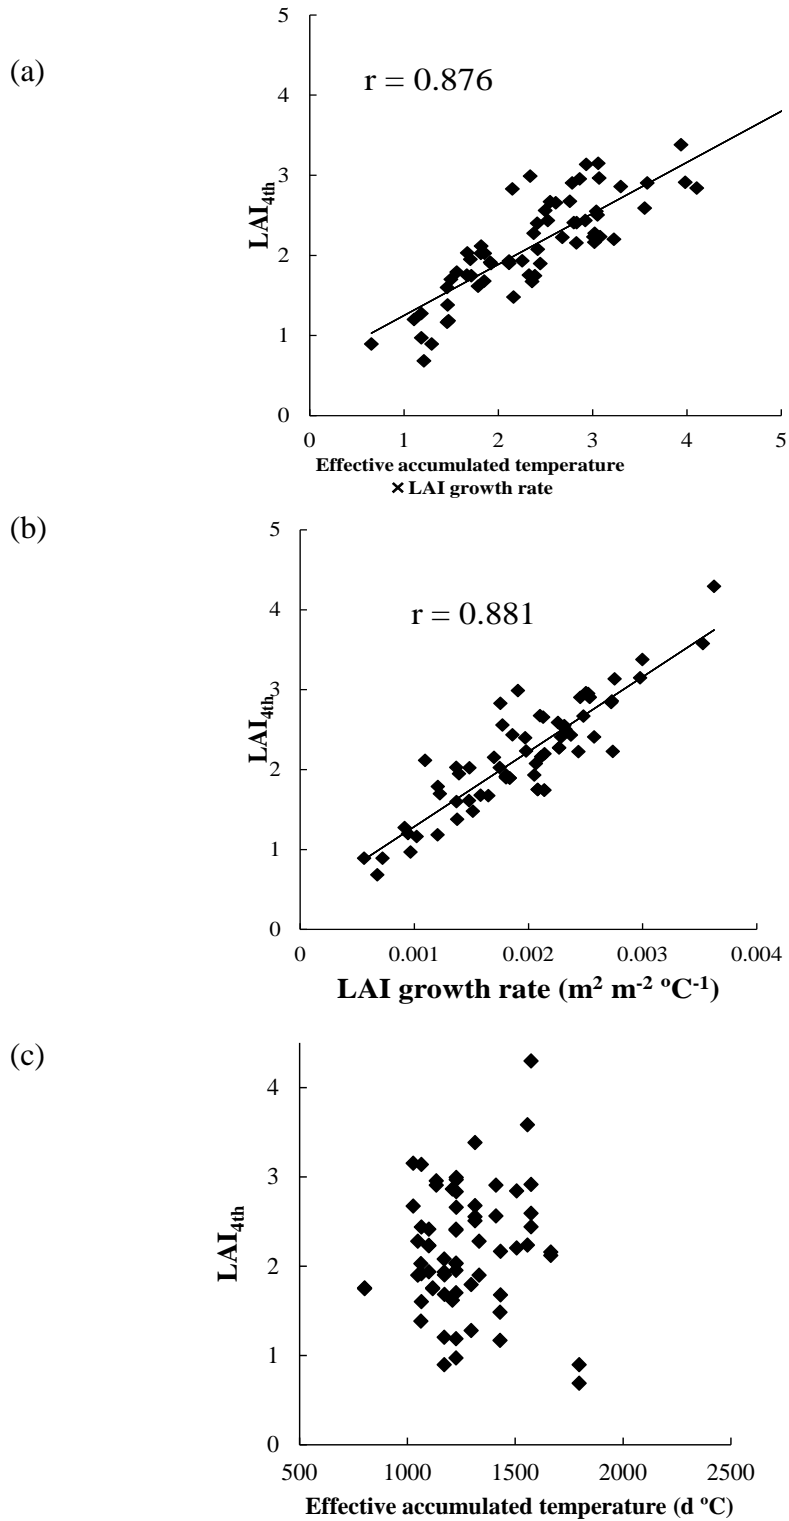 (a)
5
4
3
2
1
0
LAI4th
r = 0.876
0 1 2 3 4 5
Effective accumulated temperature
× LAI growth rate
(b)
5
4
3
2
1
0
LAI4th
r = 0.881
0 0.001 0.002 0.003 0.004
LAI growth rate (m² m⁻² ºC⁻¹)
(c)
4
3
2
1
0
LAI4th
500 1000 1500 2000 2500
Effective accumulated temperature (d ºC)